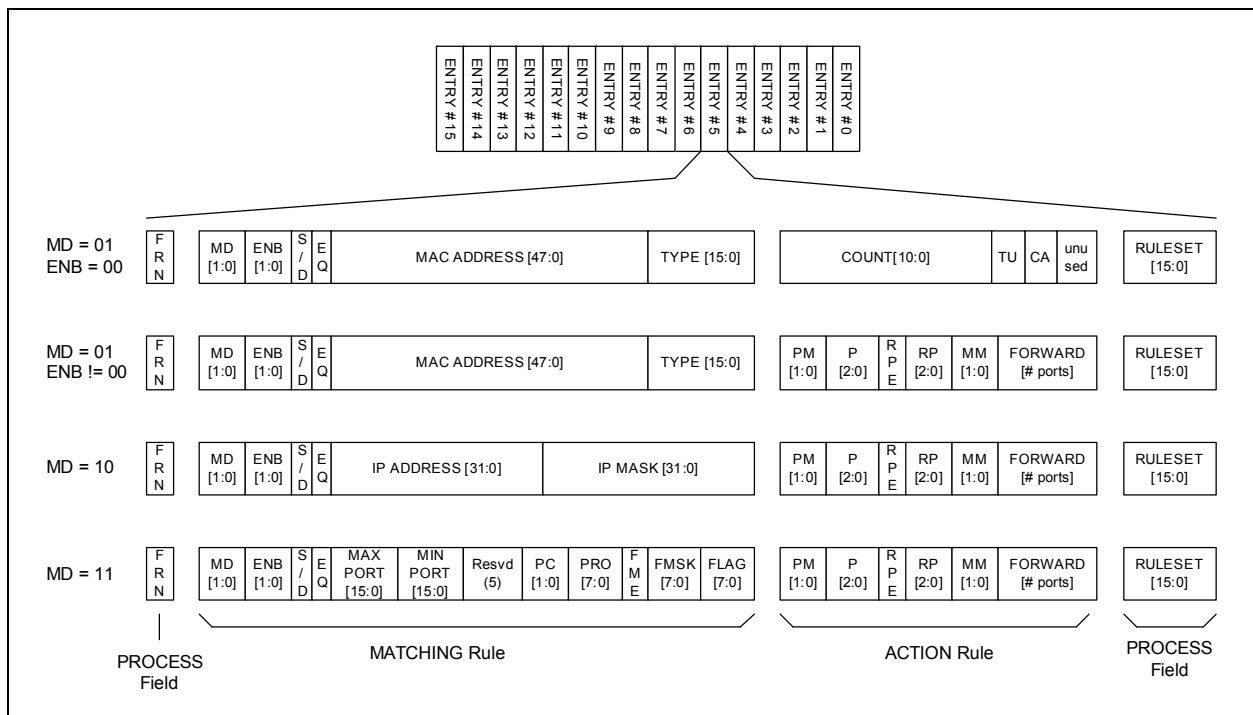 ENTRY #15
ENTRY #14
ENTRY #13
ENTRY #12
ENTRY #11
ENTRY #10
ENTRY #9
ENTRY #8
ENTRY #7
ENTRY #6
ENTRY #5
ENTRY #4
ENTRY #3
ENTRY #2
ENTRY #1
ENTRY #0
MD = 01
ENB = 00
F
R
N
MD
[1:0]
ENB
[1:0]
S
/
D
E
Q
MAC ADDRESS [47:0]
TYPE [15:0]
COUNT[10:0]
TU
CA
unu
sed
RULESET
[15:0]
MD = 01
ENB != 00
F
R
N
MD
[1:0]
ENB
[1:0]
S
/
D
E
Q
MAC ADDRESS [47:0]
TYPE [15:0]
PM
[1:0]
P
[2:0]
R
P
E
RP
[2:0]
MM
[1:0]
FORWARD
[# ports]
RULESET
[15:0]
MD = 10
F
R
N
MD
[1:0]
ENB
[1:0]
S
/
D
E
Q
IP ADDRESS [31:0]
IP MASK [31:0]
PM
[1:0]
P
[2:0]
R
P
E
RP
[2:0]
MM
[1:0]
FORWARD
[# ports]
RULESET
[15:0]
MD = 11
F
R
N
MD
[1:0]
ENB
[1:0]
S
/
D
E
Q
MAX
PORT
[15:0]
MIN
PORT
[15:0]
Resvd
(5)
PC
[1:0]
PRO
[7:0]
F
M
E
FMSK
[7:0]
FLAG
[7:0]
PM
[1:0]
P
[2:0]
R
P
E
RP
[2:0]
MM
[1:0]
FORWARD
[# ports]
RULESET
[15:0]
PROCESS
Field
MATCHING Rule
ACTION Rule
PROCESS
Field